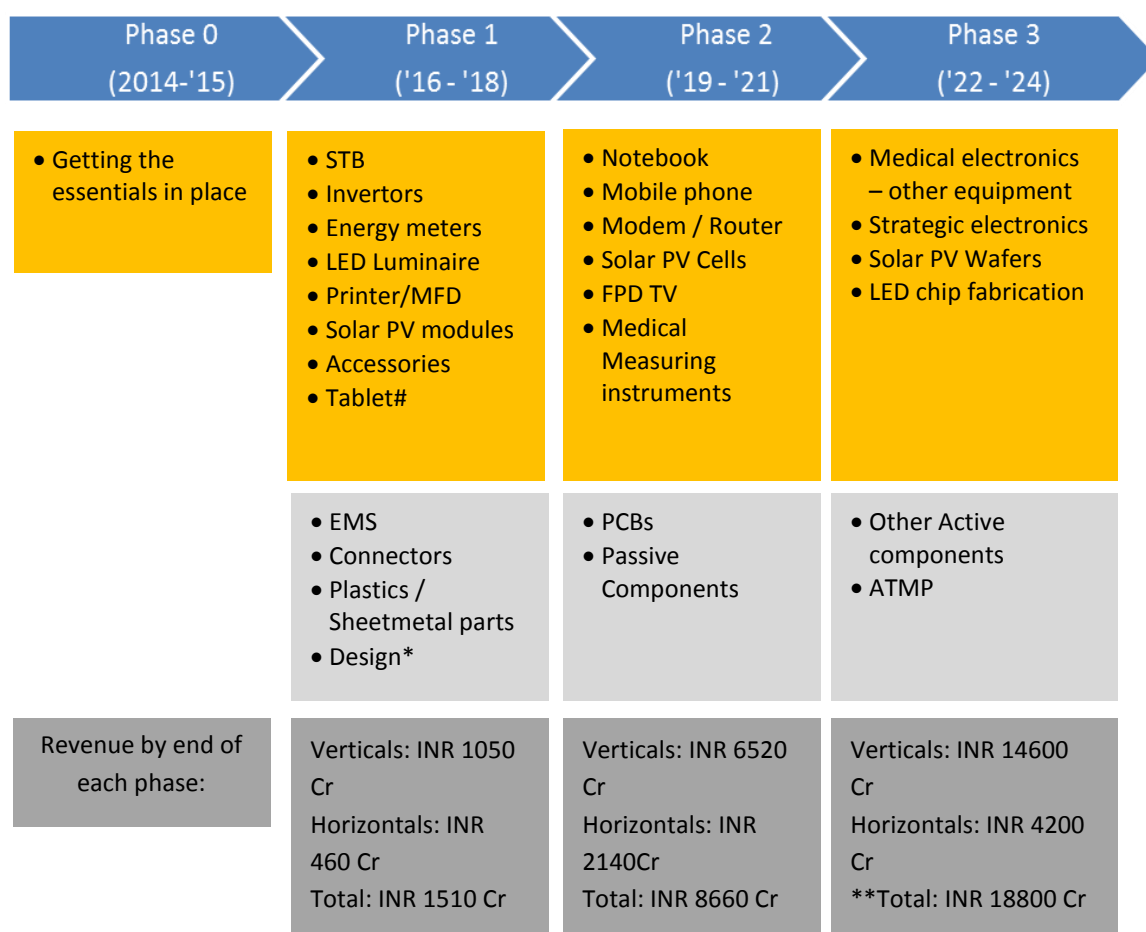 Phase 0
(2014-'15)
Phase 1
('16 - '18)
Phase 2
('19 - '21)
Phase 3
('22 - '24)
• Getting the
essentials in place
• STB
• Invertors
• Energy meters
• LED Luminaire
• Printer/MFD
• Solar PV modules
• Accessories
• Tablet#
• Notebook
• Mobile phone
• Modem / Router
• Solar PV Cells
• FPD TV
• Medical
Measuring
instruments
• Medical electronics
– other equipment
• Strategic electronics
• Solar PV Wafers
• LED chip fabrication
• EMS
• Connectors
• Plastics /
Sheetmetal parts
• Design*
• PCBs
• Passive
Components
• Other Active
components
• ATMP
Revenue by end of
each phase:
Verticals: INR 1050
Cr
Horizontals: INR
460 Cr
Total: INR 1510 Cr
Verticals: INR 6520
Cr
Horizontals: INR
2140Cr
Total: INR 8660 Cr
Verticals: INR 14600
Cr
Horizontals: INR 4200
Cr
**Total: INR 18800 Cr